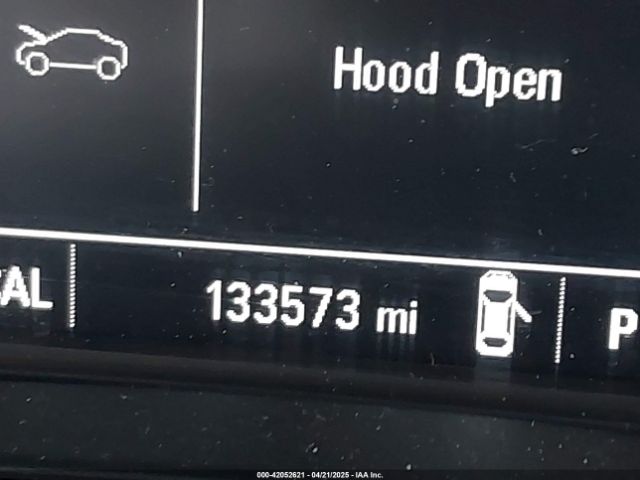 Hood Open
133573 mi
P
000-42052621 - 04/21/2025 - IAA Inc.